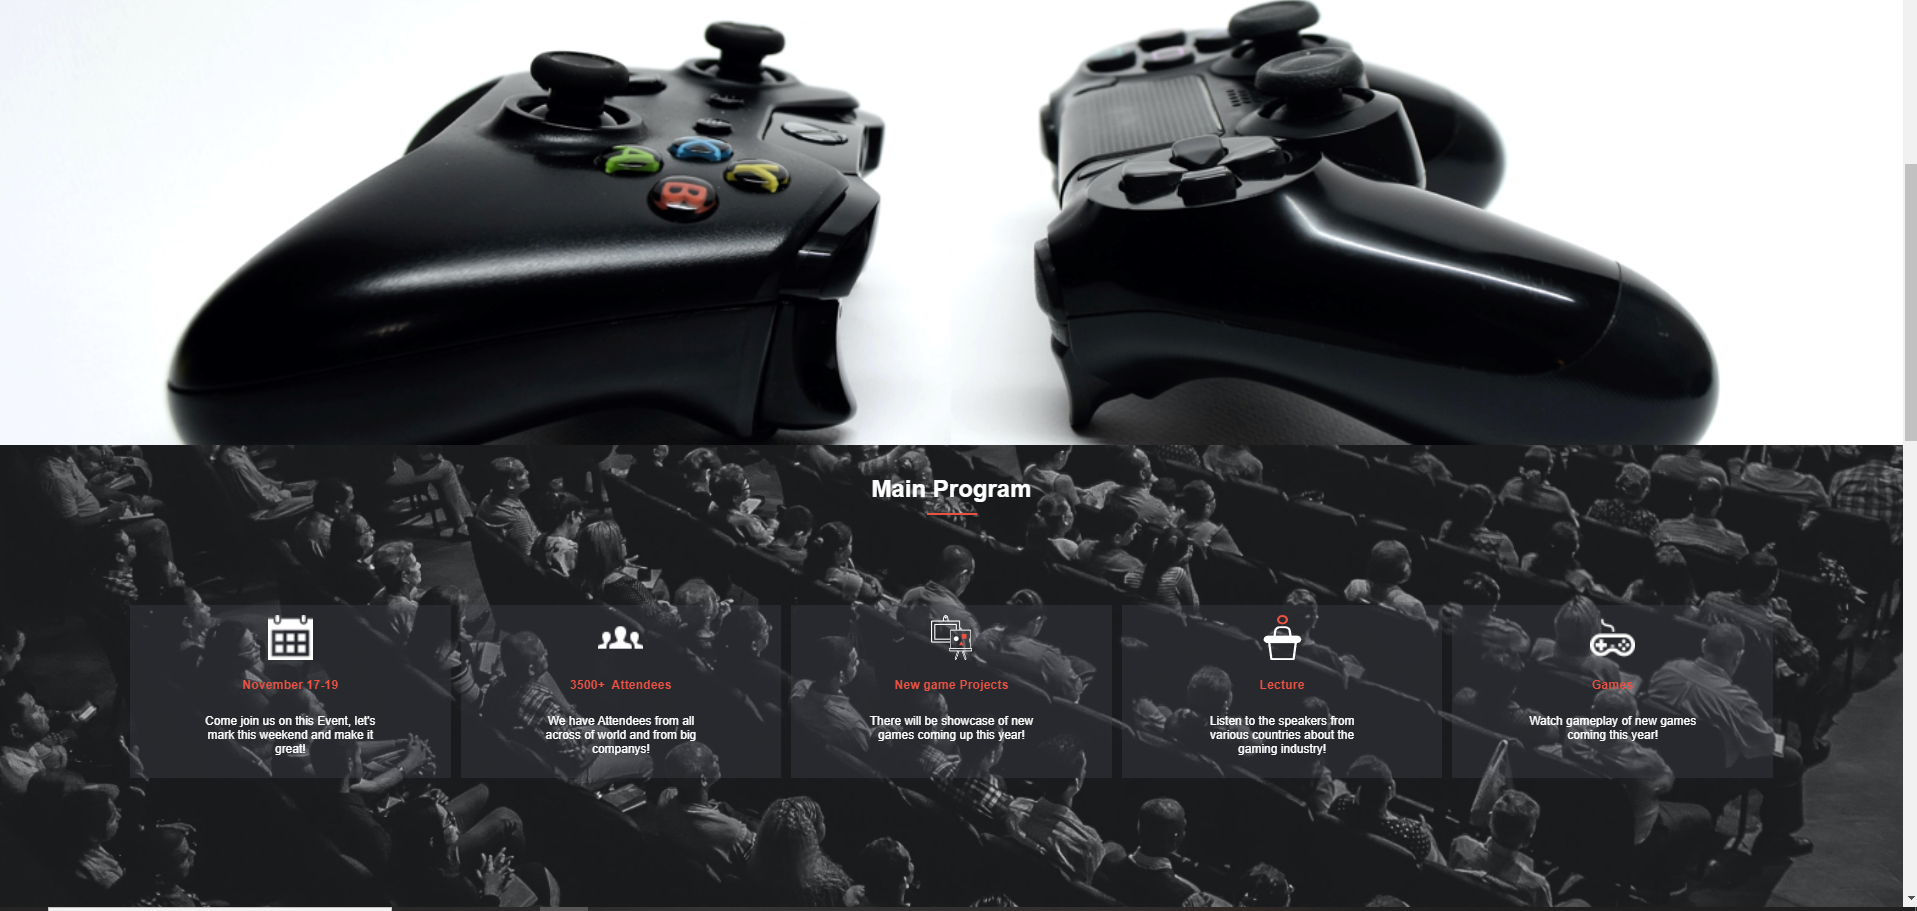 A X Y B
Main Program
November 17-19
Come join us on this Event, let's
mark this weekend and make it
great!
3500+ Attendees
We have Attendees from all
across of world and from big
companys!
New game Projects
There will be showcase of new
games coming up this year!
Lecture
Listen to the speakers from
various countries about the
gaming industry!
Games
Watch gameplay of new games
coming this year!